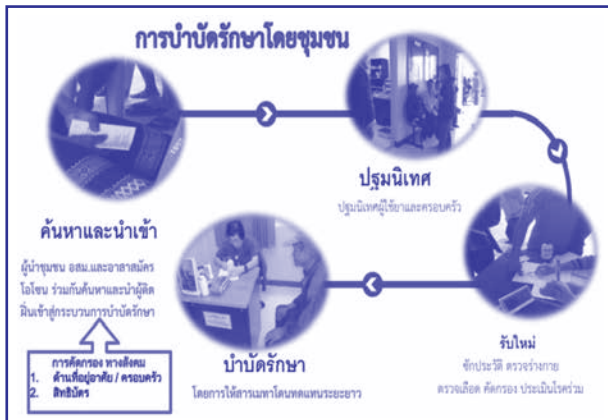 การบำบัดรักษาโดยชุมชน
ค้นหาและนำเข้า
ผู้นำชุมชน อสม.และอาสาสมัคร
โอโซน ร่วมกันค้นหาและนำผู้ติด
ฝิ่นเข้าสู่กระบวนการบำบัดรักษา
การคัดกรอง ทางสังคม
1. ด้านที่อยู่อาศัย / ครอบครัว
2. สิทธิบัตร
ปฐมนิเทศ
ปฐมนิเทศผู้ใช้ยาและครอบครัว
รับใหม่
ซักประวัติ ตรวจร่างกาย
ตรวจเลือด คัดกรอง ประเมินโรคร่วม
บำบัดรักษา
โดยการให้สารเมทาโดนทดแทนระยะยาว